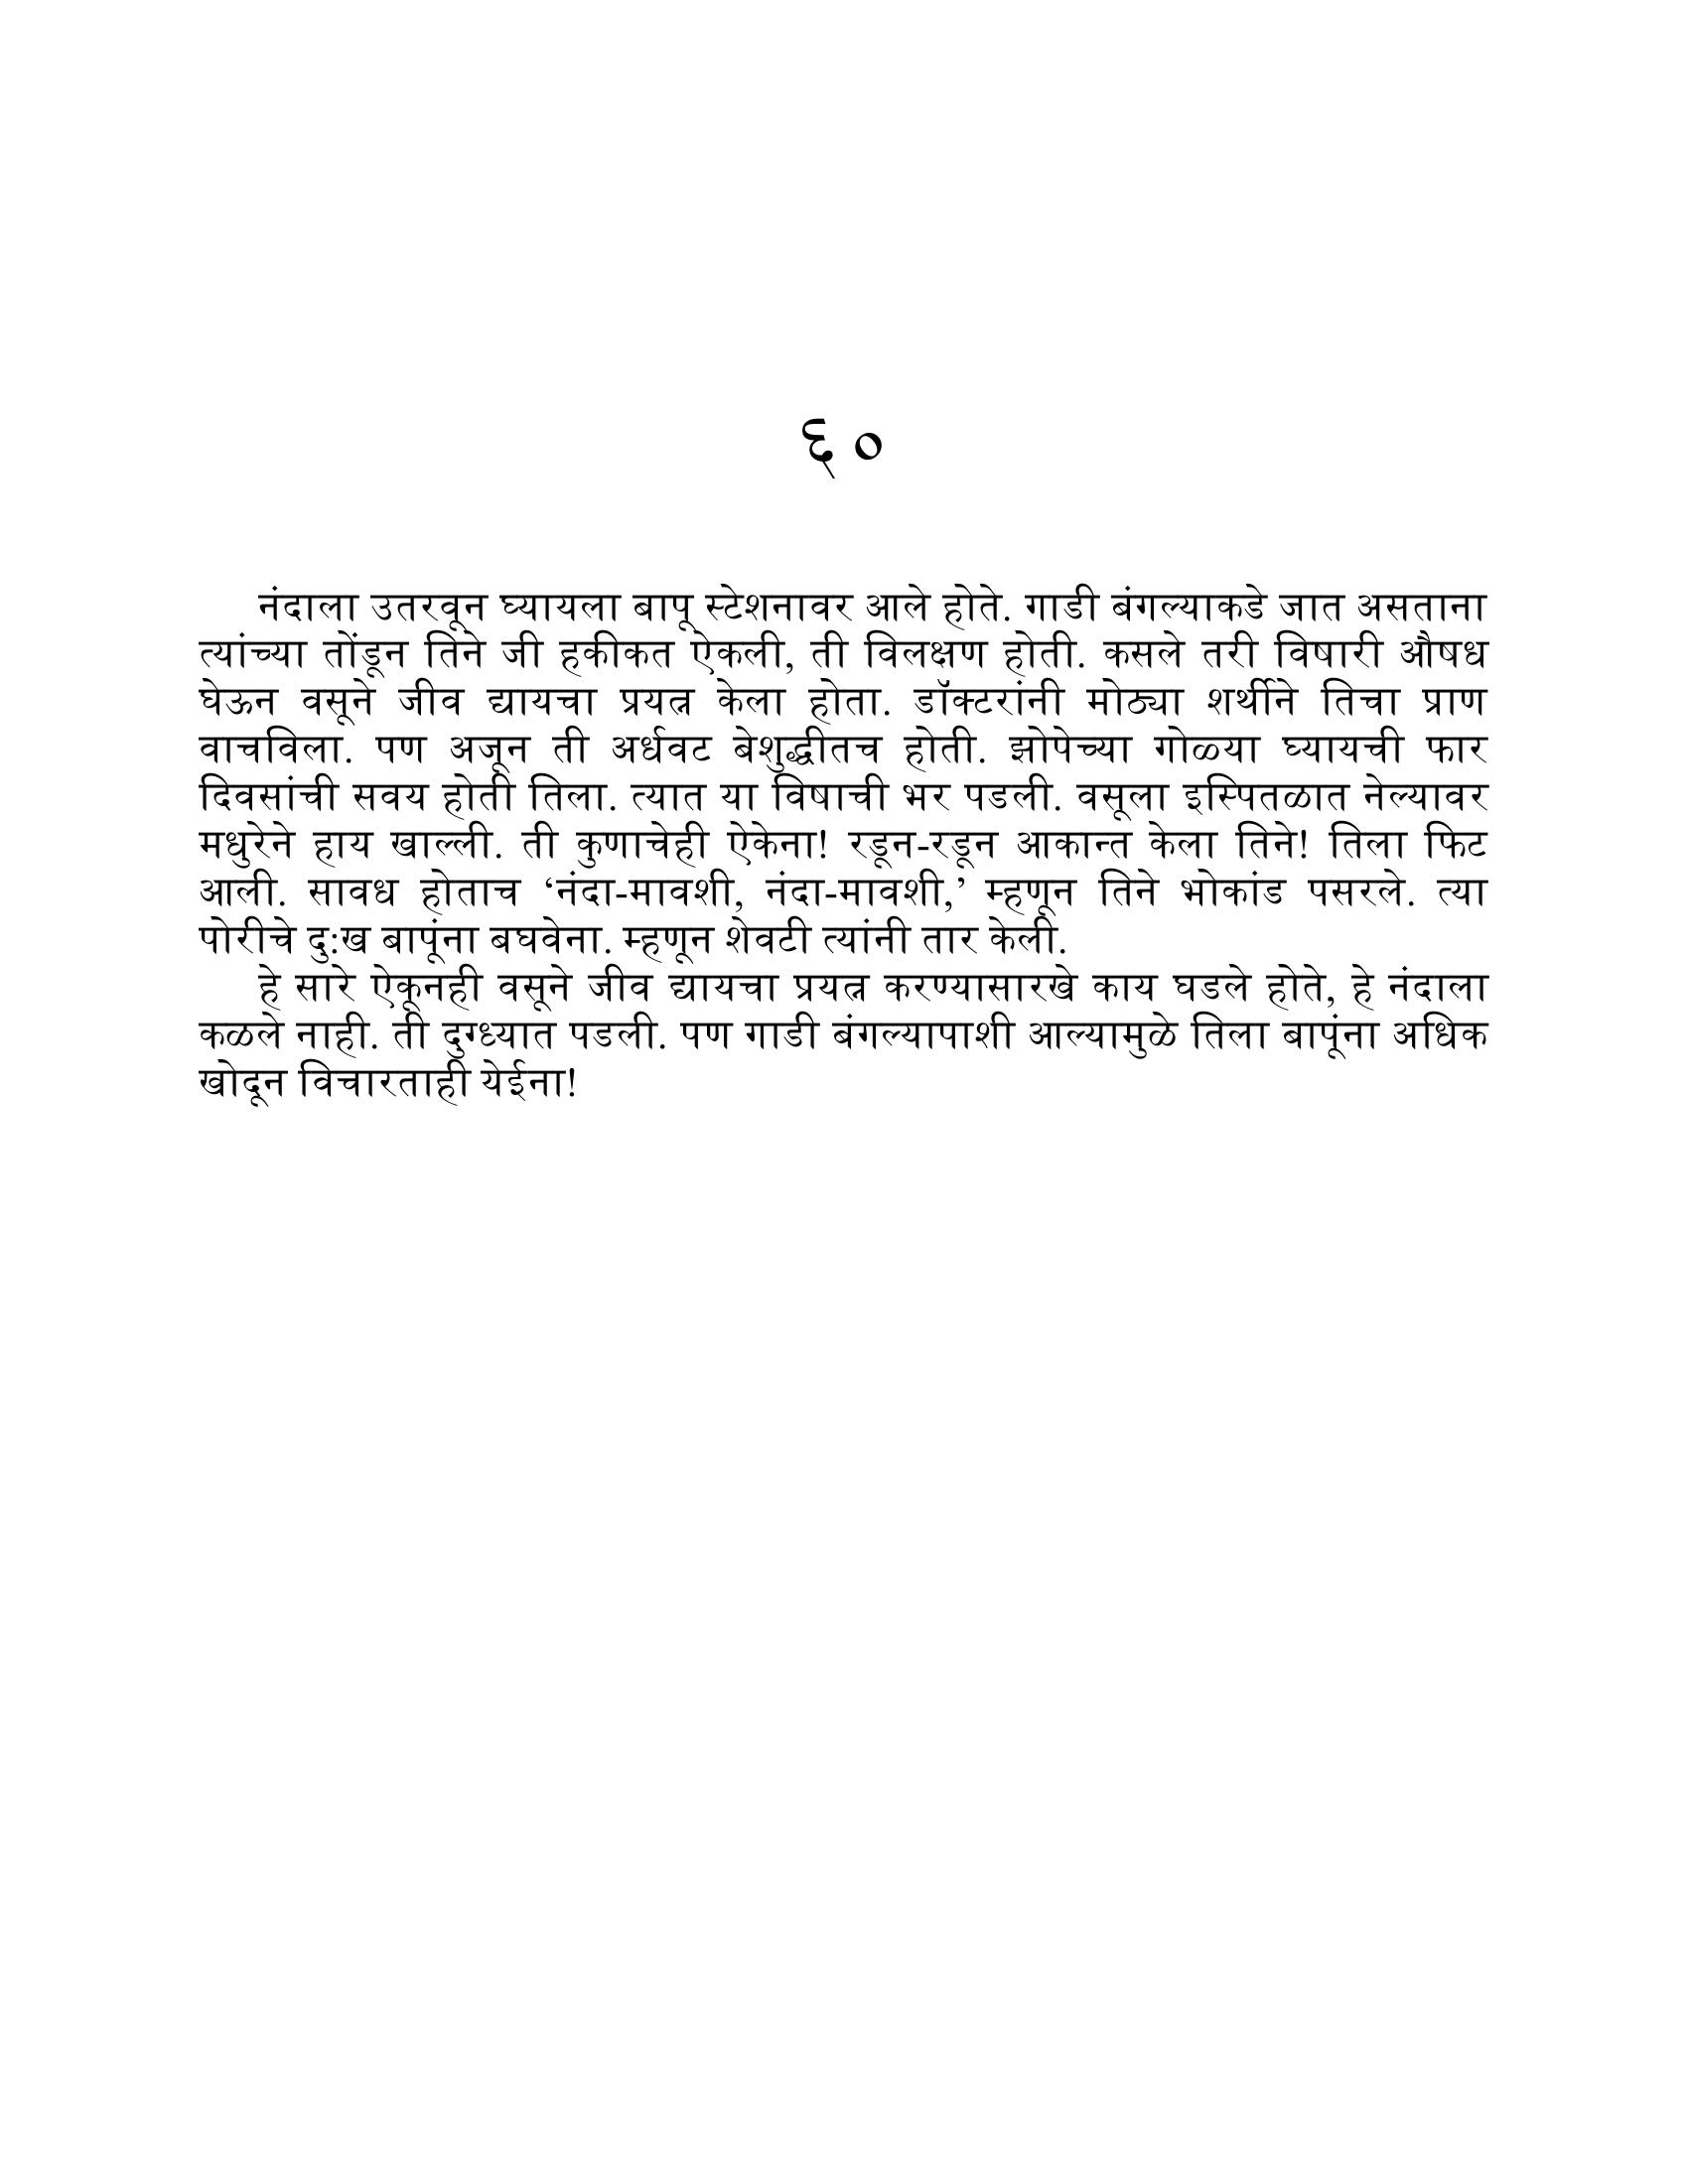 ६०
नंदाला उतरवून घ्यायला बापू स्टेशनावर आले होते. गाडी बंगल्याकडे जात असताना
त्यांच्या तोंडून तिने जी हकीकत ऐकली, ती विलक्षण होती. कसले तरी विषारी औषध
घेऊन वसूने जीव द्यायचा प्रयत्न केला होता. डॉक्टरांनी मोठ्या शर्थीने तिचा प्राण
वाचविला. पण अजून ती अर्धवट बेशुद्धीतच होती. झोपेच्या गोळ्या घ्यायची फार
दिवसांची सवय होती तिला. त्यात या विषाची भर पडली. वसूला इस्पितळात नेल्यावर
मधुरेने हाय खाल्ली. ती कुणाचेही ऐकेना! रडून-रडून आकान्त केला तिने! तिला फिट
आली. सावध होताच ‘नंदा-मावशी, नंदा-मावशी,’ म्हणून तिने भोकांड पसरले. त्या
पोरीचे दु:ख बापूंना बघवेना. म्हणून शेवटी त्यांनी तार केली.
हे सारे ऐकूनही वसूने जीव द्यायचा प्रयत्न करण्यासारखे काय घडले होते, हे नंदाला
कळले नाही. ती दुग्ध्यात पडली. पण गाडी बंगल्यापाशी आल्यामुळे तिला बापूंना अधिक
खोदून विचारताही येईना!